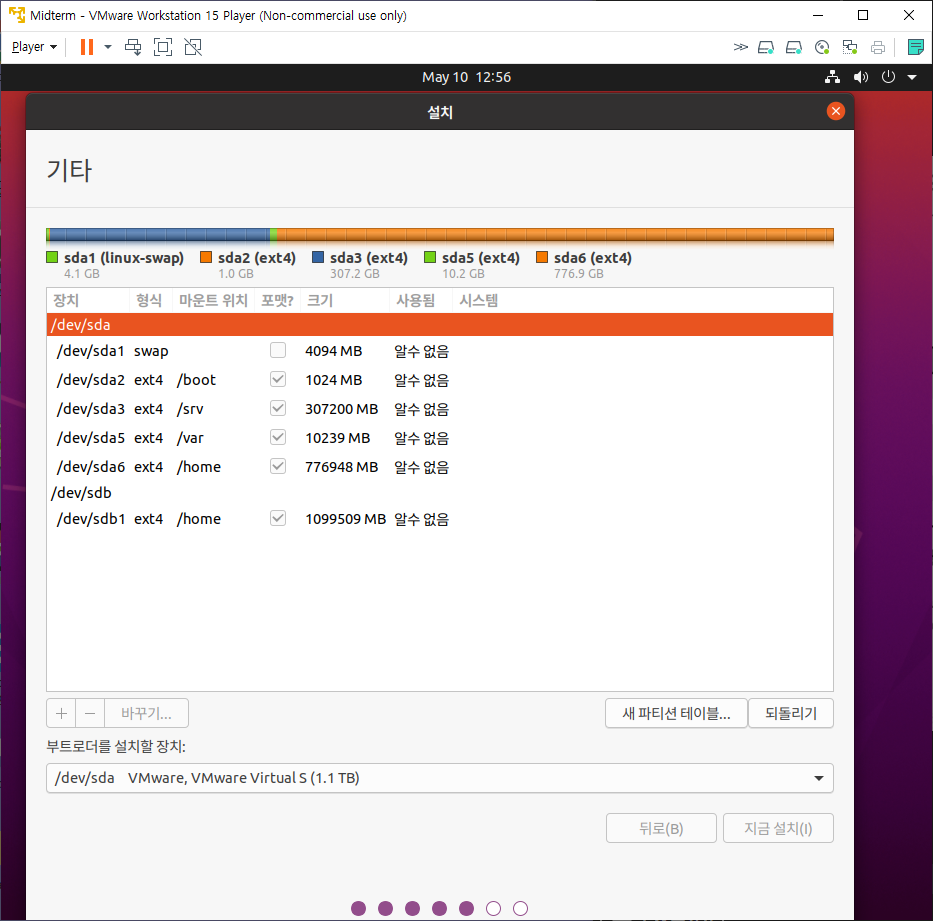 Midterm - VMware Workstation 15 Player (Non-commercial use only)
Player
May 10 12:56
설치
기타
sda1 (linux-swap) sda2 (ext4) sda3 (ext4) sda5 (ext4) sda6 (ext4)
4.1 GB 1.0 GB 307.2 GB 10.2 GB 776.9 GB
장치 형식 마운트 위치 포맷? 크기 사용됨 시스템
/dev/sda
/dev/sda1 swap 4094 MB 알수 없음
/dev/sda2 ext4 /boot 1024 MB 알수 없음
/dev/sda3 ext4 /srv 307200 MB 알수 없음
/dev/sda5 ext4 /var 10239 MB 알수 없음
/dev/sda6 ext4 /home 776948 MB 알수 없음
/dev/sdb
/dev/sdb1 ext4 /home 1099509 MB 알수 없음
+ − 바꾸기... 새 파티션 테이블... 되돌리기
부트로더를 설치할 장치:
/dev/sda VMware, VMware Virtual S (1.1 TB)
뒤로(B) 지금 설치(I)